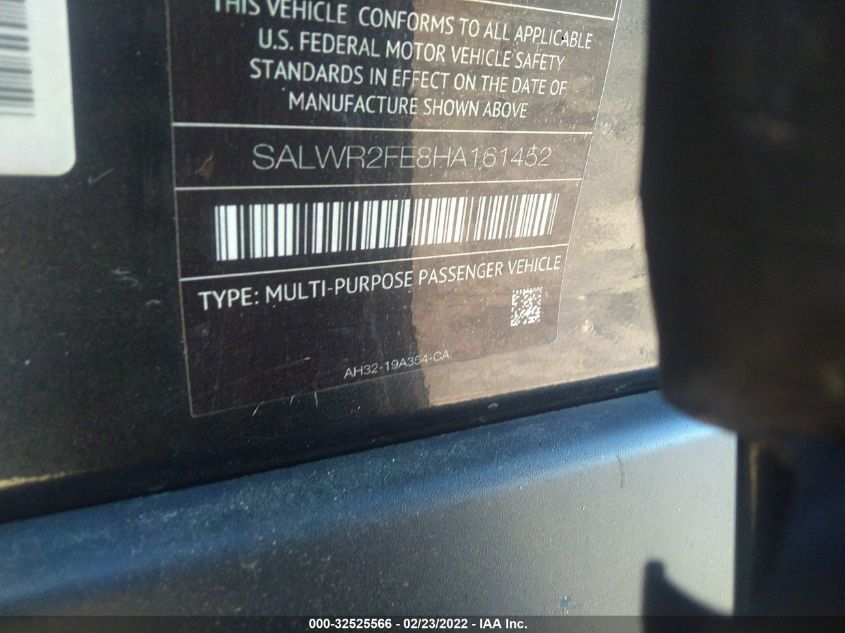 THIS VEHICLE CONFORMS TO ALL APPLICABLE
U.S. FEDERAL MOTOR VEHICLE SAFETY
STANDARDS IN EFFECT ON THE DATE OF
MANUFACTURE SHOWN ABOVE
SALWR2FE8HA161452
TYPE: MULTI-PURPOSE PASSENGER VEHICLE
AH32-19A364-CA
000-32525566 / 02/23/2022 - IAA Inc.